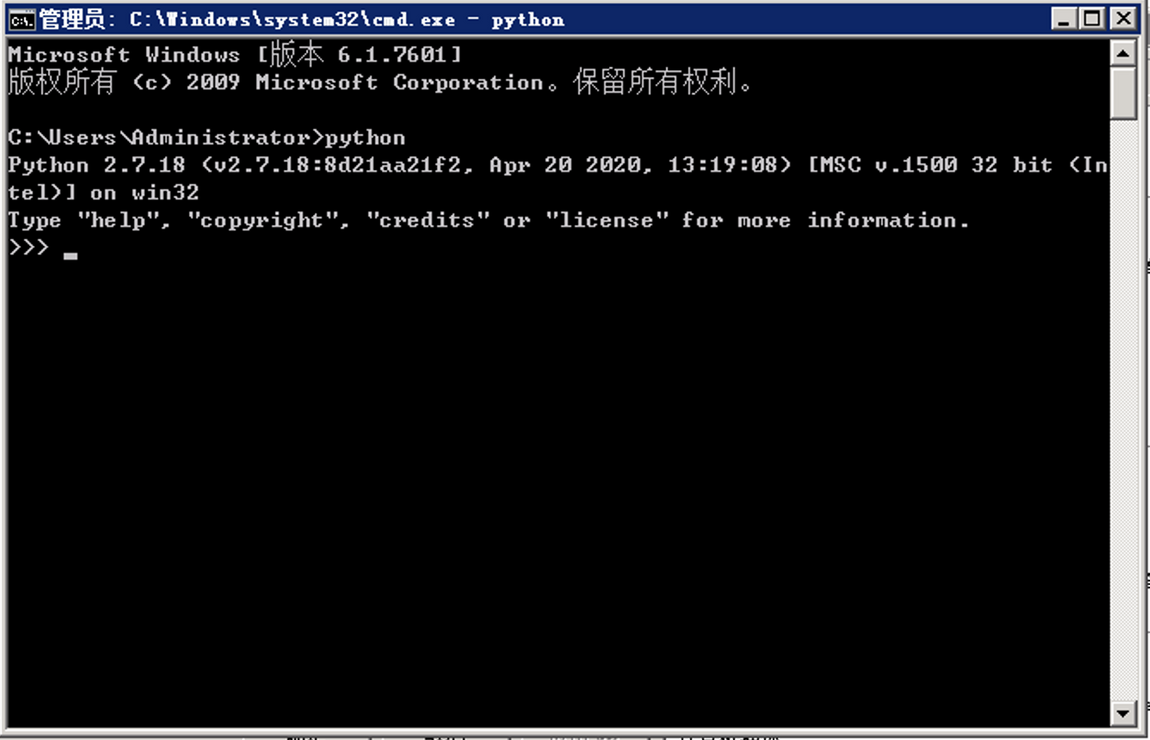 管理员: C:\Windows\system32\cmd.exe - python
Microsoft Windows [版本 6.1.7601]
版权所有 (c) 2009 Microsoft Corporation。保留所有权利。
C:\Users\Administrator>python
Python 2.7.18 (v2.7.18:8d21aa21f2, Apr 20 2020, 13:19:08) [MSC v.1500 32 bit (In
tel)] on win32
Type "help", "copyright", "credits" or "license" for more information.
>>> _